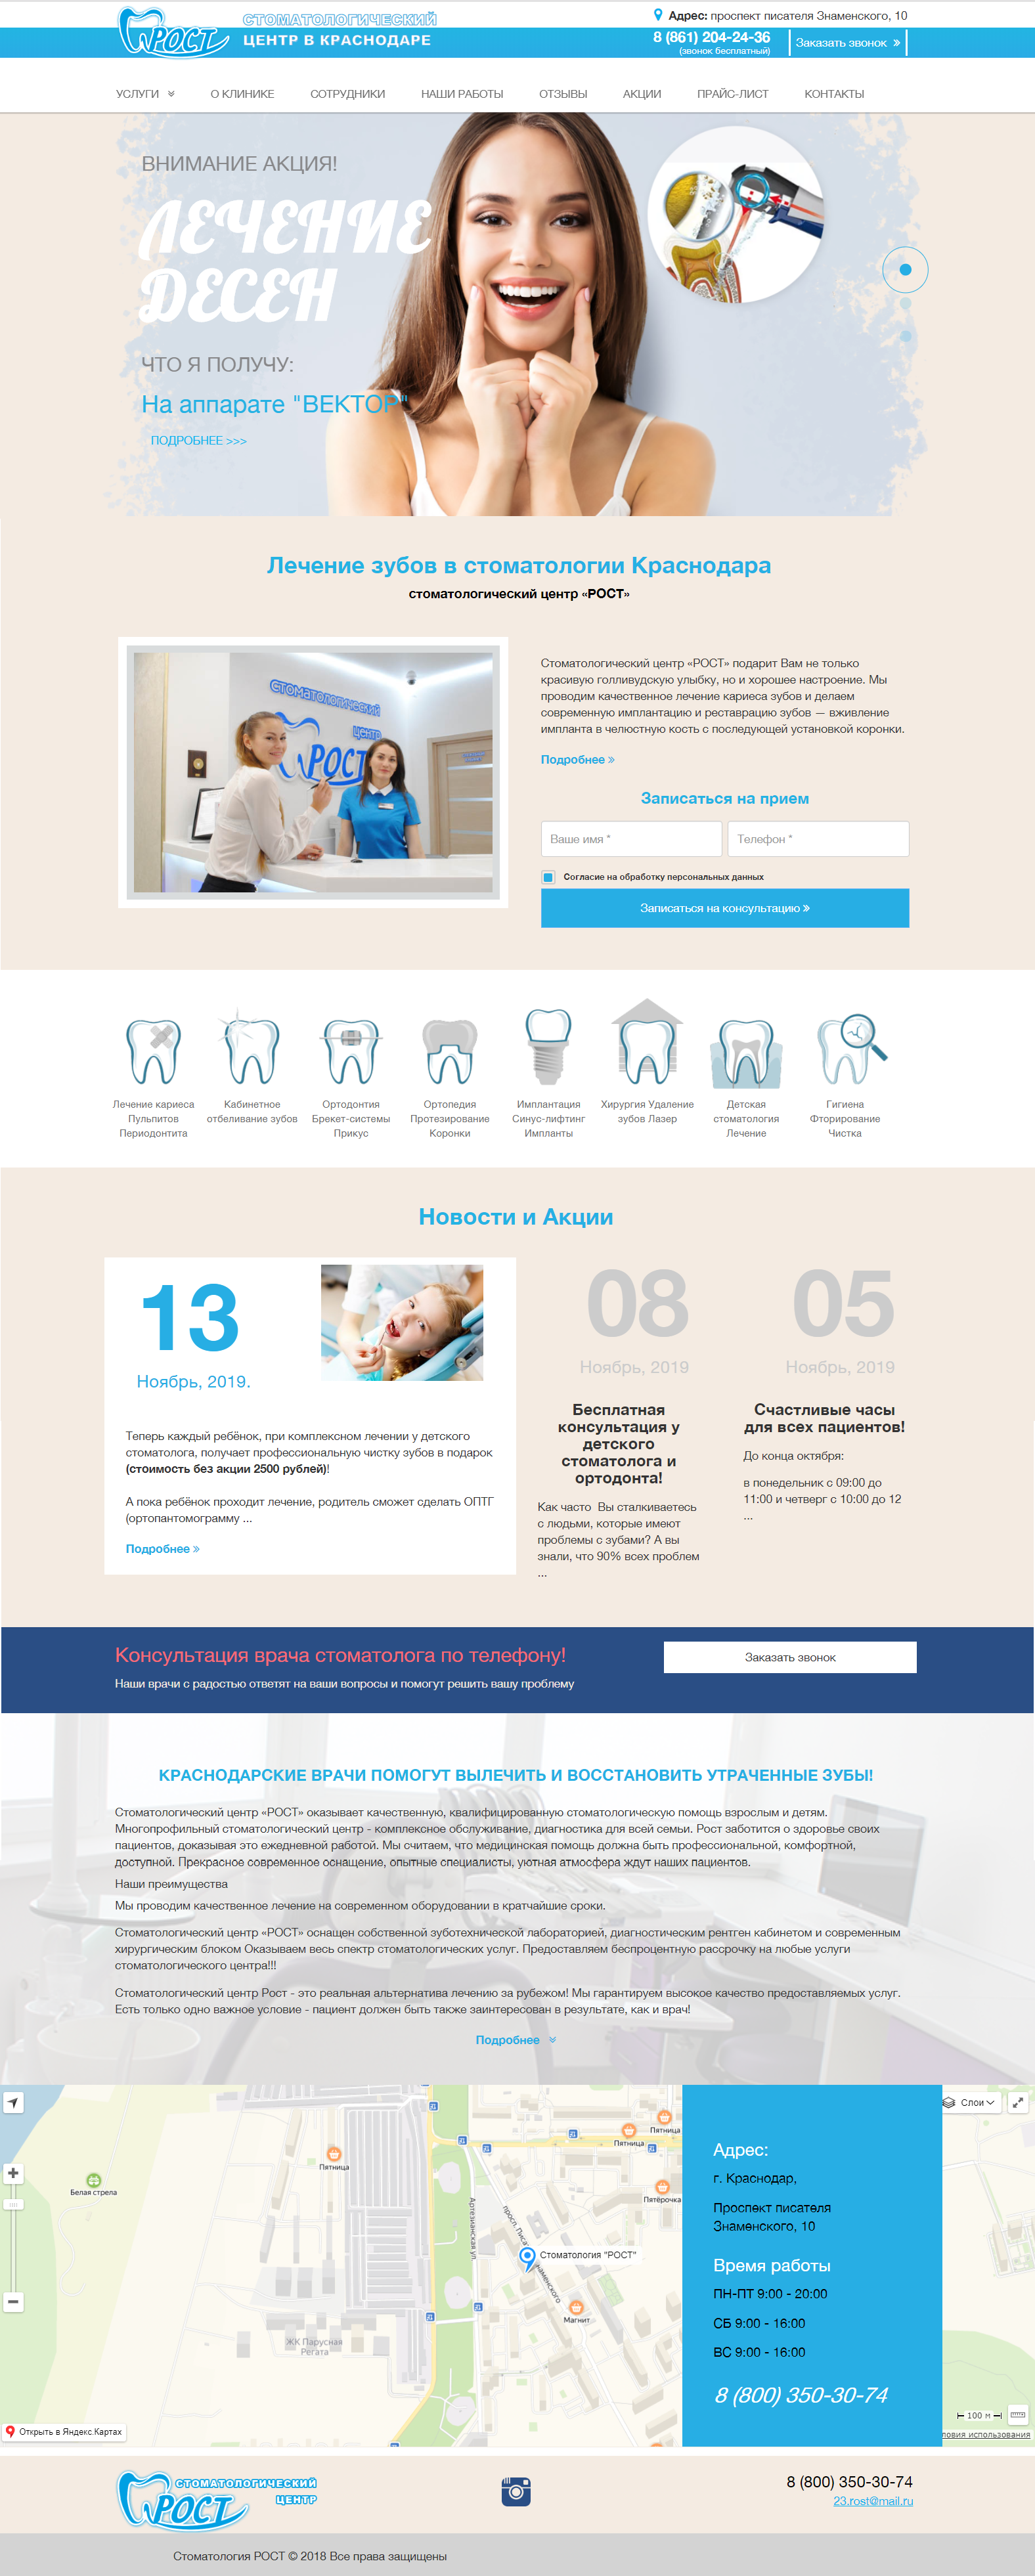 РОСТ
СТОМАТОЛОГИЧЕСКИЙ
ЦЕНТР В КРАСНОДАРЕ
Адрес: проспект писателя Знаменского, 10
8 (861) 204-24-36
(звонок бесплатный)
Заказать звонок »
УСЛУГИ О КЛИНИКЕ СОТРУДНИКИ НАШИ РАБОТЫ ОТЗЫВЫ АКЦИИ ПРАЙС-ЛИСТ КОНТАКТЫ
ВНИМАНИЕ АКЦИЯ!
ЛЕЧЕНИЕ
ДЕСЕН
ЧТО Я ПОЛУЧУ:
На аппарате "ВЕКТОР"
ПОДРОБНЕЕ >>>
Лечение зубов в стоматологии Краснодара
стоматологический центр «РОСТ»
стоматологический
центр
РОСТ
Стоматологический центр «РОСТ» подарит Вам не только
красивую голливудскую улыбку, но и хорошее настроение. Мы
проводим качественное лечение кариеса зубов и делаем
современную имплантацию и реставрацию зубов — вживление
импланта в челюстную кость с последующей установкой коронки.
Подробнее »
Записаться на прием
Ваше имя *
Телефон *
Согласие на обработку персональных данных
Записаться на консультацию »
Лечение кариеса
Пульпитов
Периодонтита
Кабинетное
отбеливание зубов
Ортодонтия
Брекет-системы
Прикус
Ортопедия
Протезирование
Коронки
Имплантация
Синус-лифтинг
Импланты
Хирургия Удаление
зубов Лазер
Детская
стоматология
Лечение
Гигиена
Фторирование
Чистка
Новости и Акции
13
Ноябрь, 2019.
Теперь каждый ребёнок, при комплексном лечении у детского
стоматолога, получает профессиональную чистку зубов в подарок
(стоимость без акции 2500 рублей)!
А пока ребёнок проходит лечение, родитель сможет сделать ОПТГ
(ортопантомограмму ...
Подробнее »
08
Ноябрь, 2019
Бесплатная
консультация у
детского
стоматолога и
ортодонта!
Как часто Вы сталкиваетесь
с людьми, которые имеют
проблемы с зубами? А вы
знали, что 90% всех проблем
...
05
Ноябрь, 2019
Счастливые часы
для всех пациентов!
До конца октября:
в понедельник с 09:00 до
11:00 и четверг с 10:00 до 12
...
Консультация врача стоматолога по телефону!
Наши врачи с радостью ответят на ваши вопросы и помогут решить вашу проблему
Заказать звонок
КРАСНОДАРСКИЕ ВРАЧИ ПОМОГУТ ВЫЛЕЧИТЬ И ВОССТАНОВИТЬ УТРАЧЕННЫЕ ЗУБЫ!
Стоматологический центр «РОСТ» оказывает качественную, квалифицированную стоматологическую помощь взрослым и детям.
Многопрофильный стоматологический центр - комплексное обслуживание, диагностика для всей семьи. Рост заботится о здоровье своих
пациентов, доказывая это ежедневной работой. Мы считаем, что медицинская помощь должна быть профессиональной, комфортной,
доступной. Прекрасное современное оснащение, опытные специалисты, уютная атмосфера ждут наших пациентов.
Наши преимущества
Мы проводим качественное лечение на современном оборудовании в кратчайшие сроки.
Стоматологический центр «РОСТ» оснащен собственной зуботехнической лабораторией, диагностическим рентген кабинетом и современным
хирургическим блоком Оказываем весь спектр стоматологических услуг. Предоставляем беспроцентную рассрочку на любые услуги
стоматологического центра!!!
Стоматологический центр Рост - это реальная альтернатива лечению за рубежом! Мы гарантируем высокое качество предоставляемых услуг.
Есть только одно важное условие - пациент должен быть также заинтересован в результате, как и врач!
Подробнее
Слои
Белая стрела
Пятница
Пятница
Пятница
Пятёрочка
Артезианская ул.
просп. Писа
наменского
Стоматология "РОСТ"
Магнит
ЖК Парусная
Регата
Открыть в Яндекс.Картах
100 м
ловия использования
Адрес:
г. Краснодар,
Проспект писателя
Знаменского, 10
Время работы
ПН-ПТ 9:00 - 20:00
СБ 9:00 - 16:00
ВС 9:00 - 16:00
8 (800) 350-30-74
РОСТ
СТОМАТОЛОГИЧЕСКИЙ
ЦЕНТР
8 (800) 350-30-74
23.rost@mail.ru
Стоматология РОСТ © 2018 Все права защищены